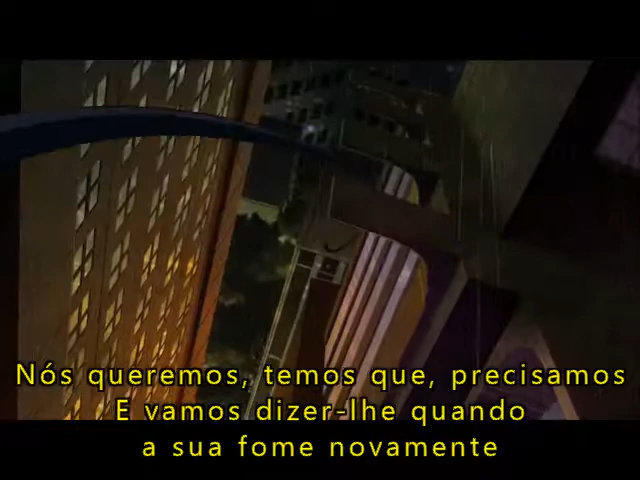 Nós queremos, temos que, precisamos
E vamos dizer-lhe quando
a sua fome novamente